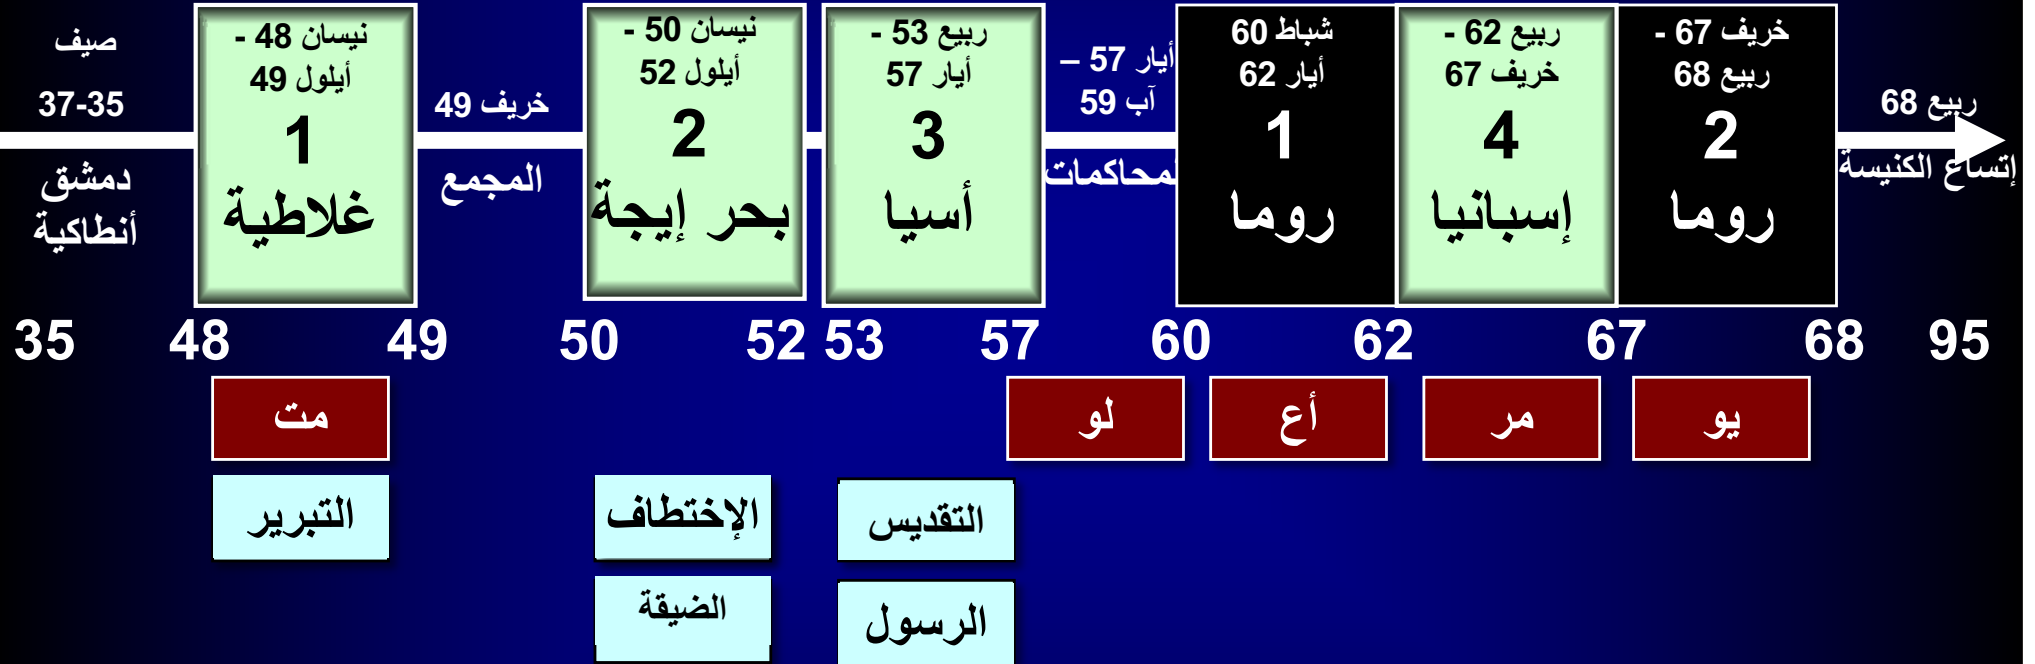 صيف
37-35
دمشق
أنطاكية
نيسان 48 -
أيلول 49
1
غلاطية
خريف 49
المجمع
نيسان 50 -
أيلول 52
2
بحر إيجة
ربيع 53 -
أيار 57
3
أسيا
أيار 57 –
آب 59
لمحاكمات
شباط 60
أيار 62
1
روما
ربيع 62 -
خريف 67
4
إسبانيا
خريف 67 -
ربيع 68
2
روما
ربيع 68
إتساع الكنيسة
35 48 49 50 52 53 57 60 62 67 68 95
مت
لو
أع
مر
يو
التبرير
الإختطاف
التقديس
الضيقة
الرسول